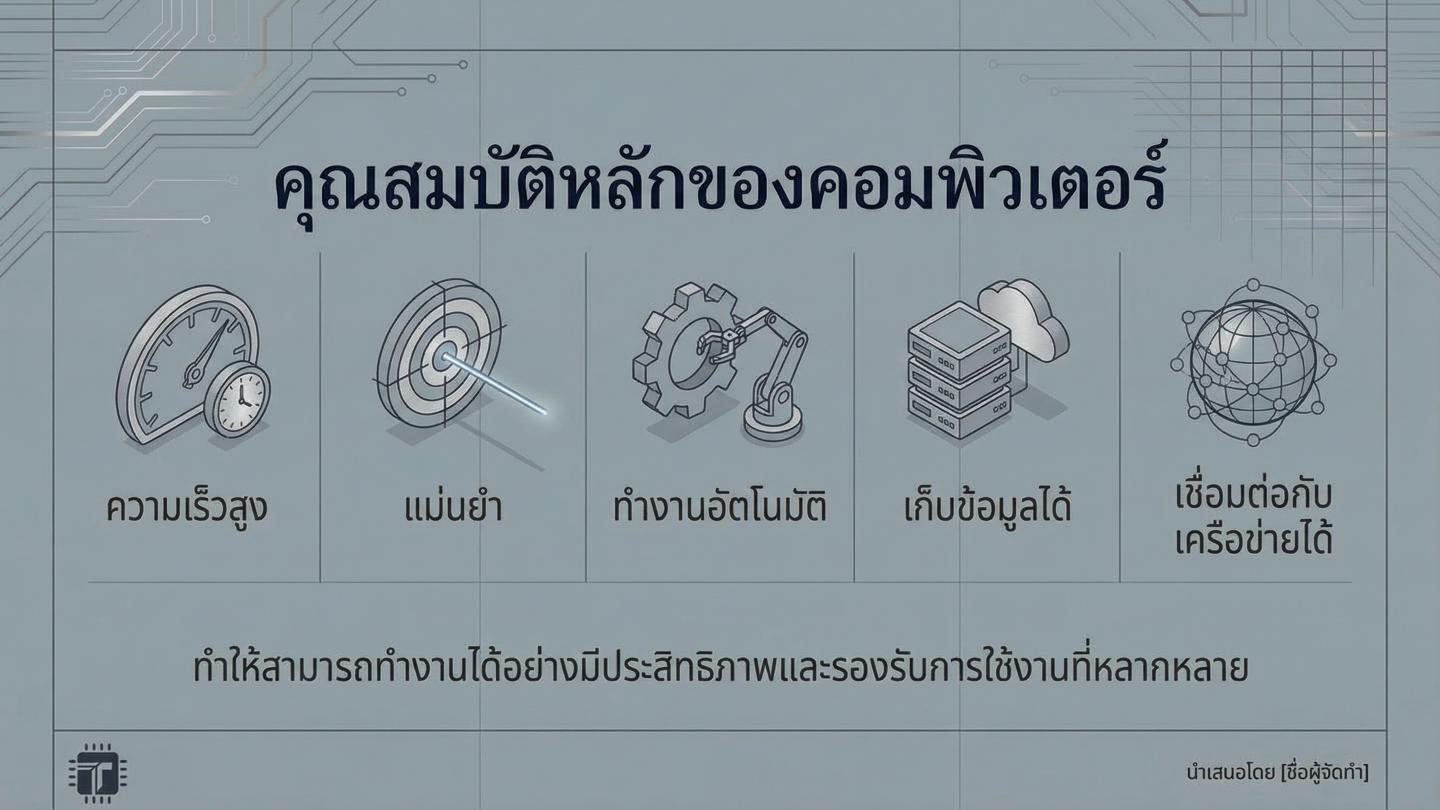 คุณสมบัติหลักของคอมพิวเตอร์
ความเร็วสูง
แม่นยำ
ทำงานอัตโนมัติ
เก็บข้อมูลได้
เชื่อมต่อกับ
เครือข่ายได้
ทำให้สามารถทำงานได้อย่างมีประสิทธิภาพและรองรับการใช้งานที่หลากหลาย
T
นำเสนอโดย [ชื่อผู้จัดทำ]